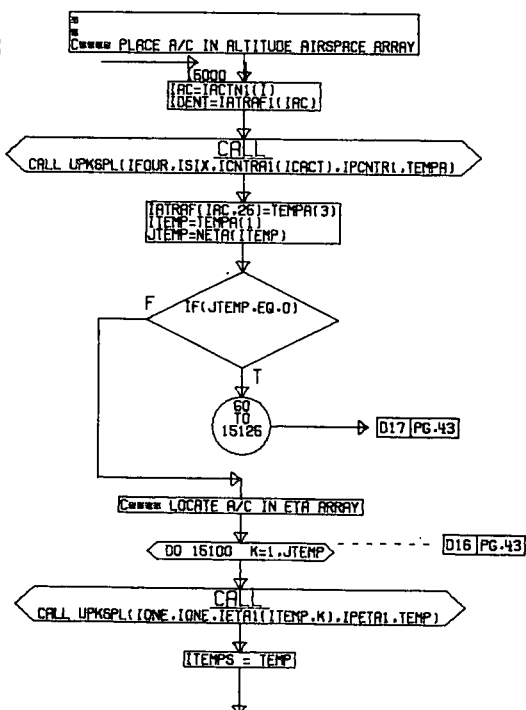 *
*
C**** PLACE A/C IN ALTITUDE AIRSPACE ARRAY
15000
IAC=IACTN1(I)
IDENT=IATRAF1(IAC)
CALL
CALL UPKSPL(IFOUR,ISIX,ICNTRA1(ICACT),IPCNTR1,TEMPA)
IATRAF(IAC,26)=TEMPA(3)
ITEMP=TEMPA(1)
JTEMP=NETA(ITEMP)
IF(JTEMP.EQ.0)
F
T
GO
TO
15126
D17 PG.43
C**** LOCATE A/C IN ETA ARRAY
DO 15100 K=1,JTEMP
D16 PG.43
CALL
CALL UPKSPL(IONE,IONE,IETA1(ITEMP,K),IPETA1,TEMP)
ITEMPS = TEMP